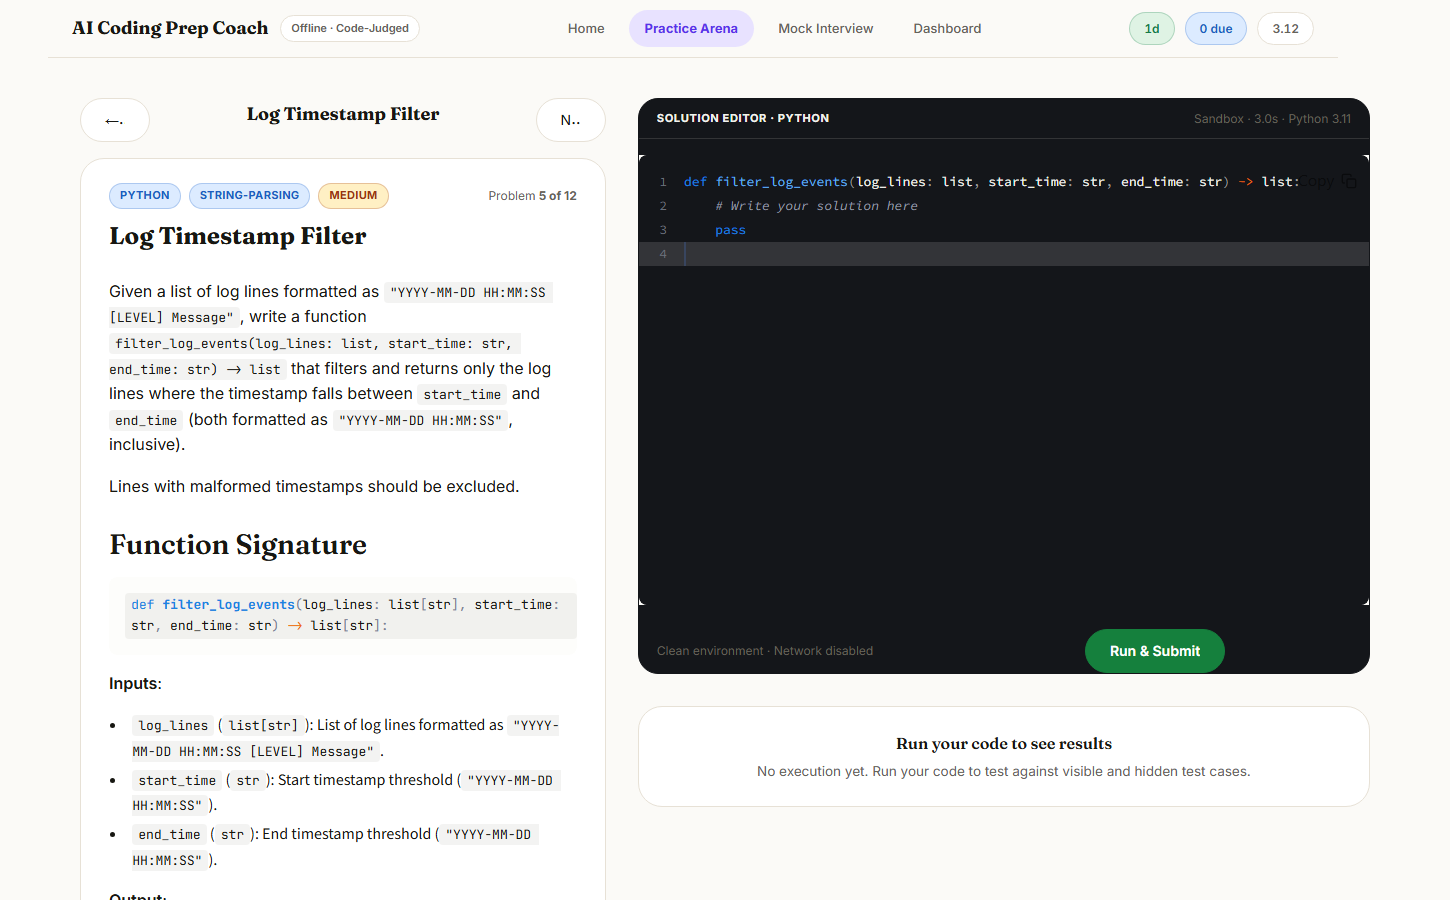 AI Coding Prep Coach
Offline · Code-Judged
Home
Practice Arena
Mock Interview
Dashboard
1d
0 due
3.12
←.
Log Timestamp Filter
N..
PYTHON
STRING-PARSING
MEDIUM
Problem 5 of 12
Log Timestamp Filter
Given a list of log lines formatted as "YYYY-MM-DD HH:MM:SS
[LEVEL] Message" , write a function
filter_log_events(log_lines: list, start_time: str,
end_time: str) -> list that filters and returns only the log
lines where the timestamp falls between start_time and
end_time (both formatted as "YYYY-MM-DD HH:MM:SS" ,
inclusive).
Lines with malformed timestamps should be excluded.
Function Signature
def filter_log_events(log_lines: list[str], start_time:
str, end_time: str) -> list[str]:
Inputs:
• log_lines ( list[str] ): List of log lines formatted as "YYYY-
MM-DD HH:MM:SS [LEVEL] Message" .
• start_time ( str ): Start timestamp threshold ( "YYYY-MM-DD
HH:MM:SS" ).
• end_time ( str ): End timestamp threshold ( "YYYY-MM-DD
HH:MM:SS" ).
Output:
SOLUTION EDITOR · PYTHON
Sandbox · 3.0s · Python 3.11
1 def filter_log_events(log_lines: list, start_time: str, end_time: str) -> list:
Copy
2 # Write your solution here
3 pass
4
Clean environment · Network disabled
Run & Submit
Run your code to see results
No execution yet. Run your code to test against visible and hidden test cases.